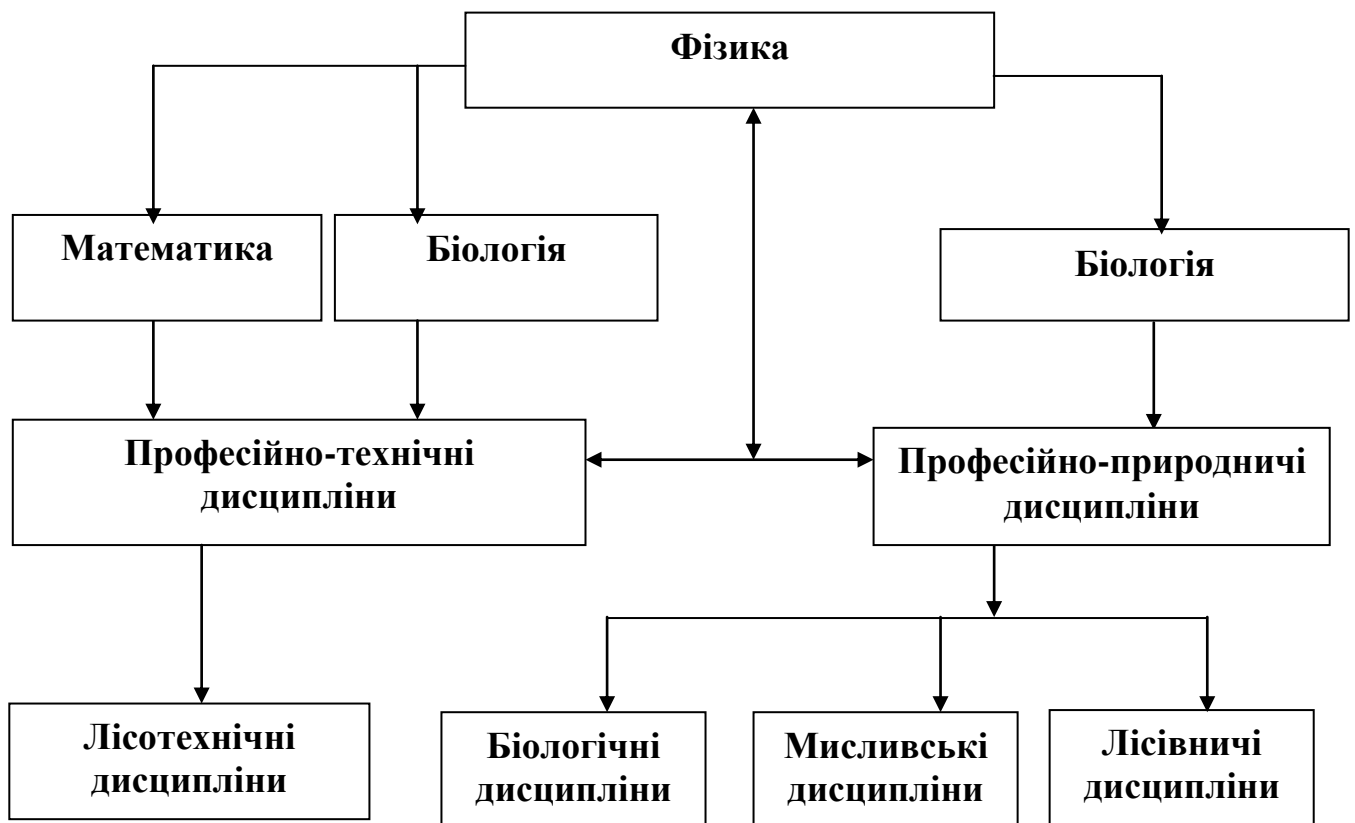 Фізика
Математика
Біологія
Біологія
Професійно-технічні
дисципліни
Професійно-природничі
дисципліни
Лісотехнічні
дисципліни
Біологічні
дисципліни
Мисливські
дисципліни
Лісівничі
дисципліни